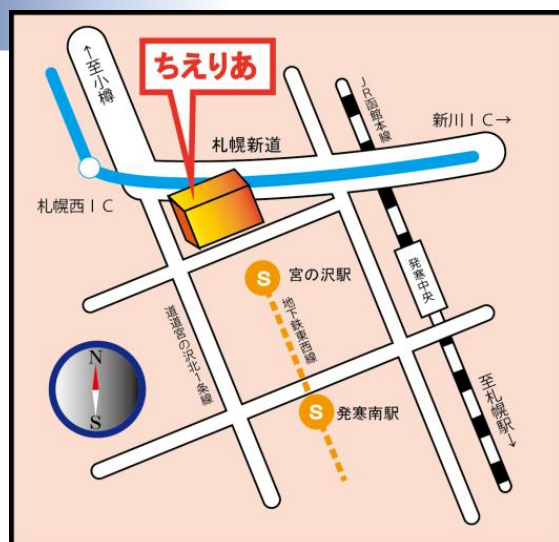 ↑至小樽
ちえりあ
JR函館本線
新川IC→
札幌新道
札幌西IC
S 宮の沢駅
発寒中央
地下鉄東西線
道道宮の沢北1条線
N
S
S 発寒南駅
至札幌駅→